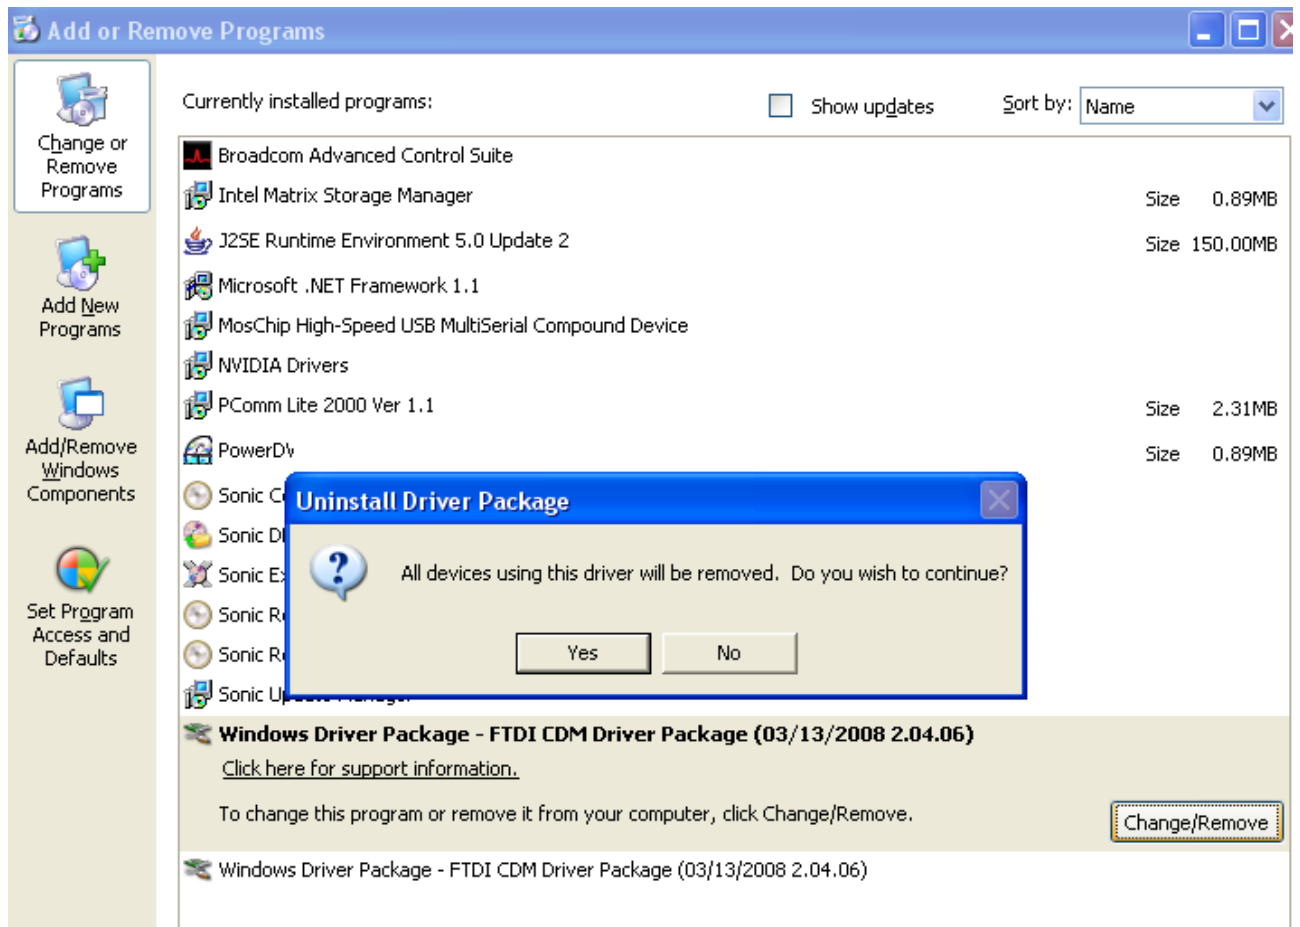 Add or Remove Programs
Change or
Remove
Programs
Add New
Programs
Add/Remove
Windows
Components
Set Program
Access and
Defaults
Currently installed programs:
Show updates
Sort by: Name
Broadcom Advanced Control Suite
Intel Matrix Storage Manager Size 0.89MB
J2SE Runtime Environment 5.0 Update 2 Size 150.00MB
Microsoft .NET Framework 1.1
MosChip High-Speed USB MultiSerial Compound Device
NVIDIA Drivers
PComm Lite 2000 Ver 1.1 Size 2.31MB
Size 0.89MB
Sonic
Sonic
Sonic
Sonic
Sonic
Sonic
Uninstall Driver Package
All devices using this driver will be removed. Do you wish to continue?
Yes No
Windows Driver Package - FTDI CDM Driver Package (03/13/2008 2.04.06)
Click here for support information.
To change this program or remove it from your computer, click Change/Remove.
Change/Remove
Windows Driver Package - FTDI CDM Driver Package (03/13/2008 2.04.06)